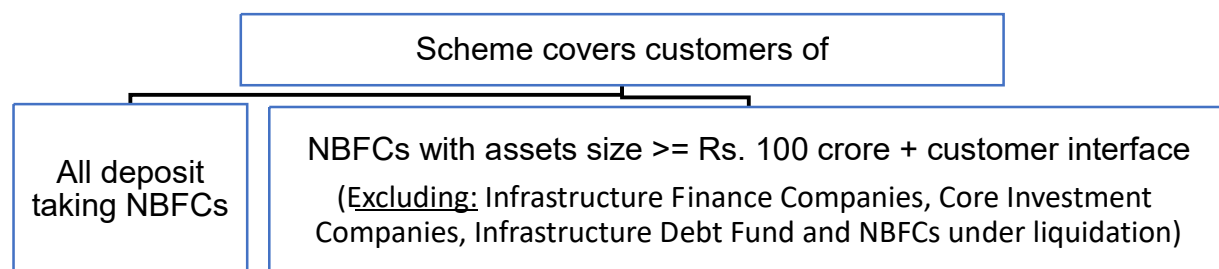 Scheme covers customers of
All deposit
taking NBFCs
NBFCs with assets size >= Rs. 100 crore + customer interface
(Excluding: Infrastructure Finance Companies, Core Investment
Companies, Infrastructure Debt Fund and NBFCs under liquidation)